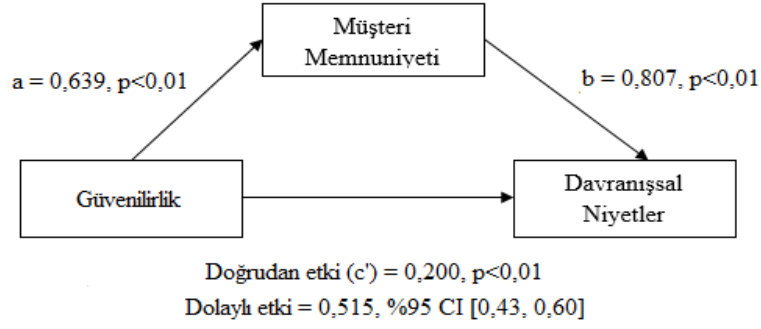 Müşteri
Memnuniyeti
a = 0,639, p<0,01
b = 0,807, p<0,01
Güvenilirlik
Davranışsal
Niyetler
Doğrudan etki (c') = 0,200, p<0,01
Dolaylı etki = 0,515, %95 CI [0,43, 0,60]